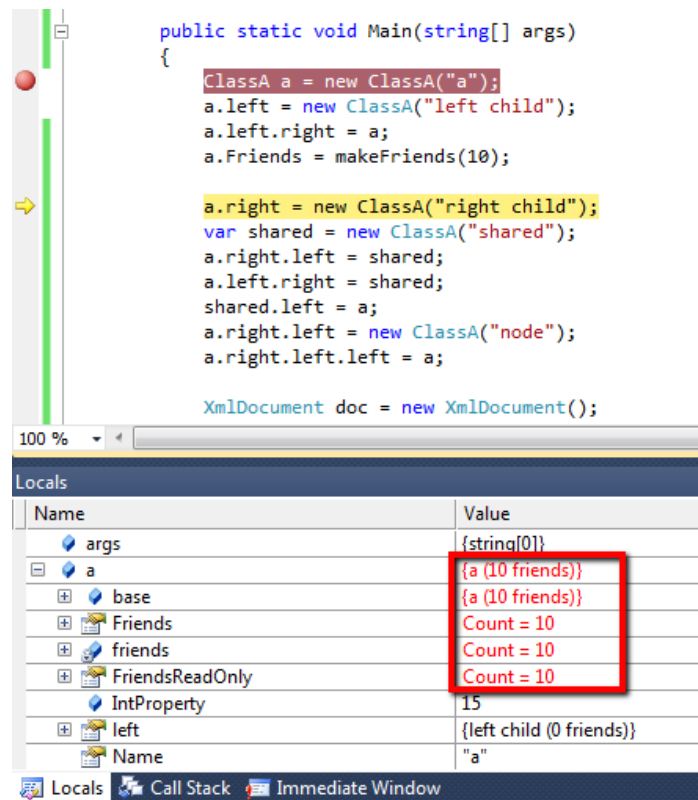 public static void Main(string[] args)
{
ClassA a = new ClassA("a");
a.left = new ClassA("left child");
a.left.right = a;
a.Friends = makeFriends(10);
a.right = new ClassA("right child");
var shared = new ClassA("shared");
a.right.left = shared;
a.left.right = shared;
shared.left = a;
a.right.left = new ClassA("node");
a.right.left.left = a;
XmlDocument doc = new XmlDocument();
100 %
Locals
Name Value
args {string[0]}
a {a (10 friends)}
base {a (10 friends)}
Friends Count = 10
friends Count = 10
FriendsReadOnly Count = 10
IntProperty 15
left {left child (0 friends)}
Name "a"
Locals Call Stack Immediate Window